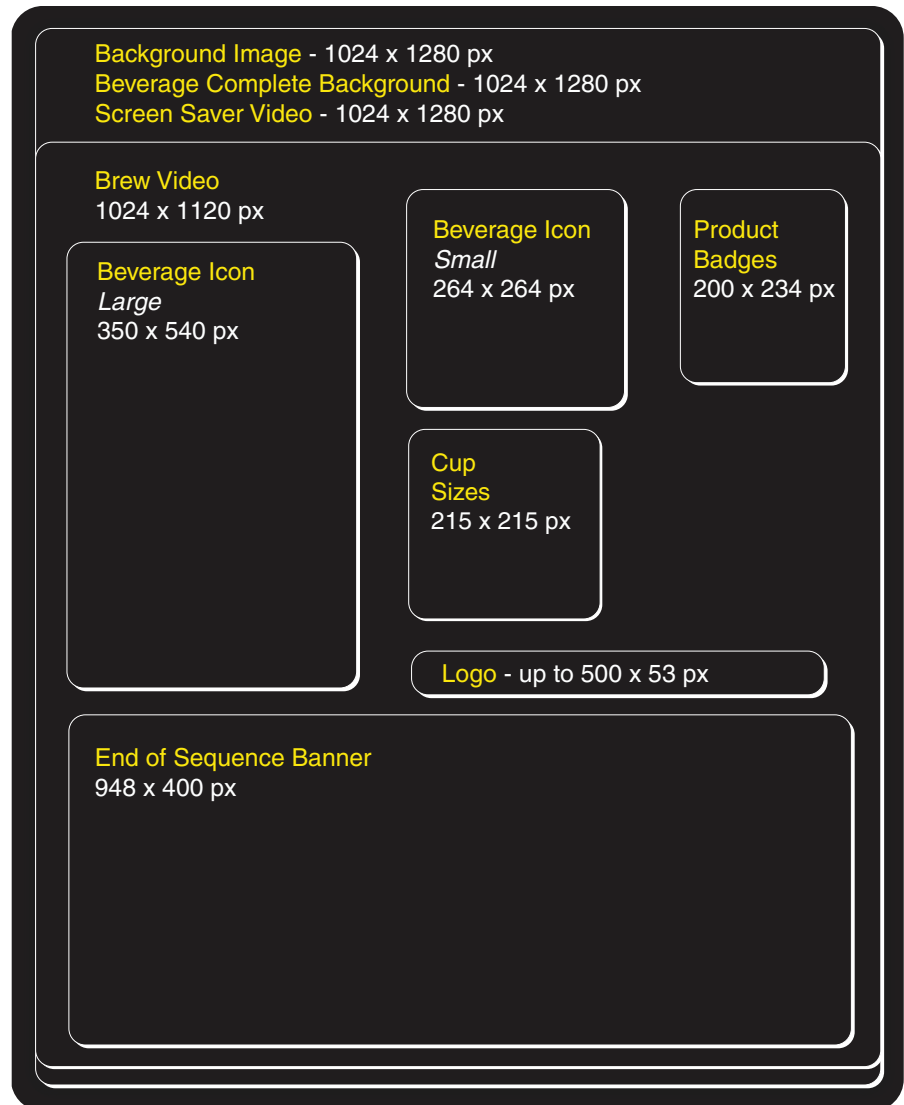 Background Image - 1024 x 1280 px
Beverage Complete Background - 1024 x 1280 px
Screen Saver Video - 1024 x 1280 px
Brew Video
1024 x 1120 px
Beverage Icon
Large
350 x 540 px
Beverage Icon
Small
264 x 264 px
Product
Badges
200 x 234 px
Cup
Sizes
215 x 215 px
Logo - up to 500 x 53 px
End of Sequence Banner
948 x 400 px